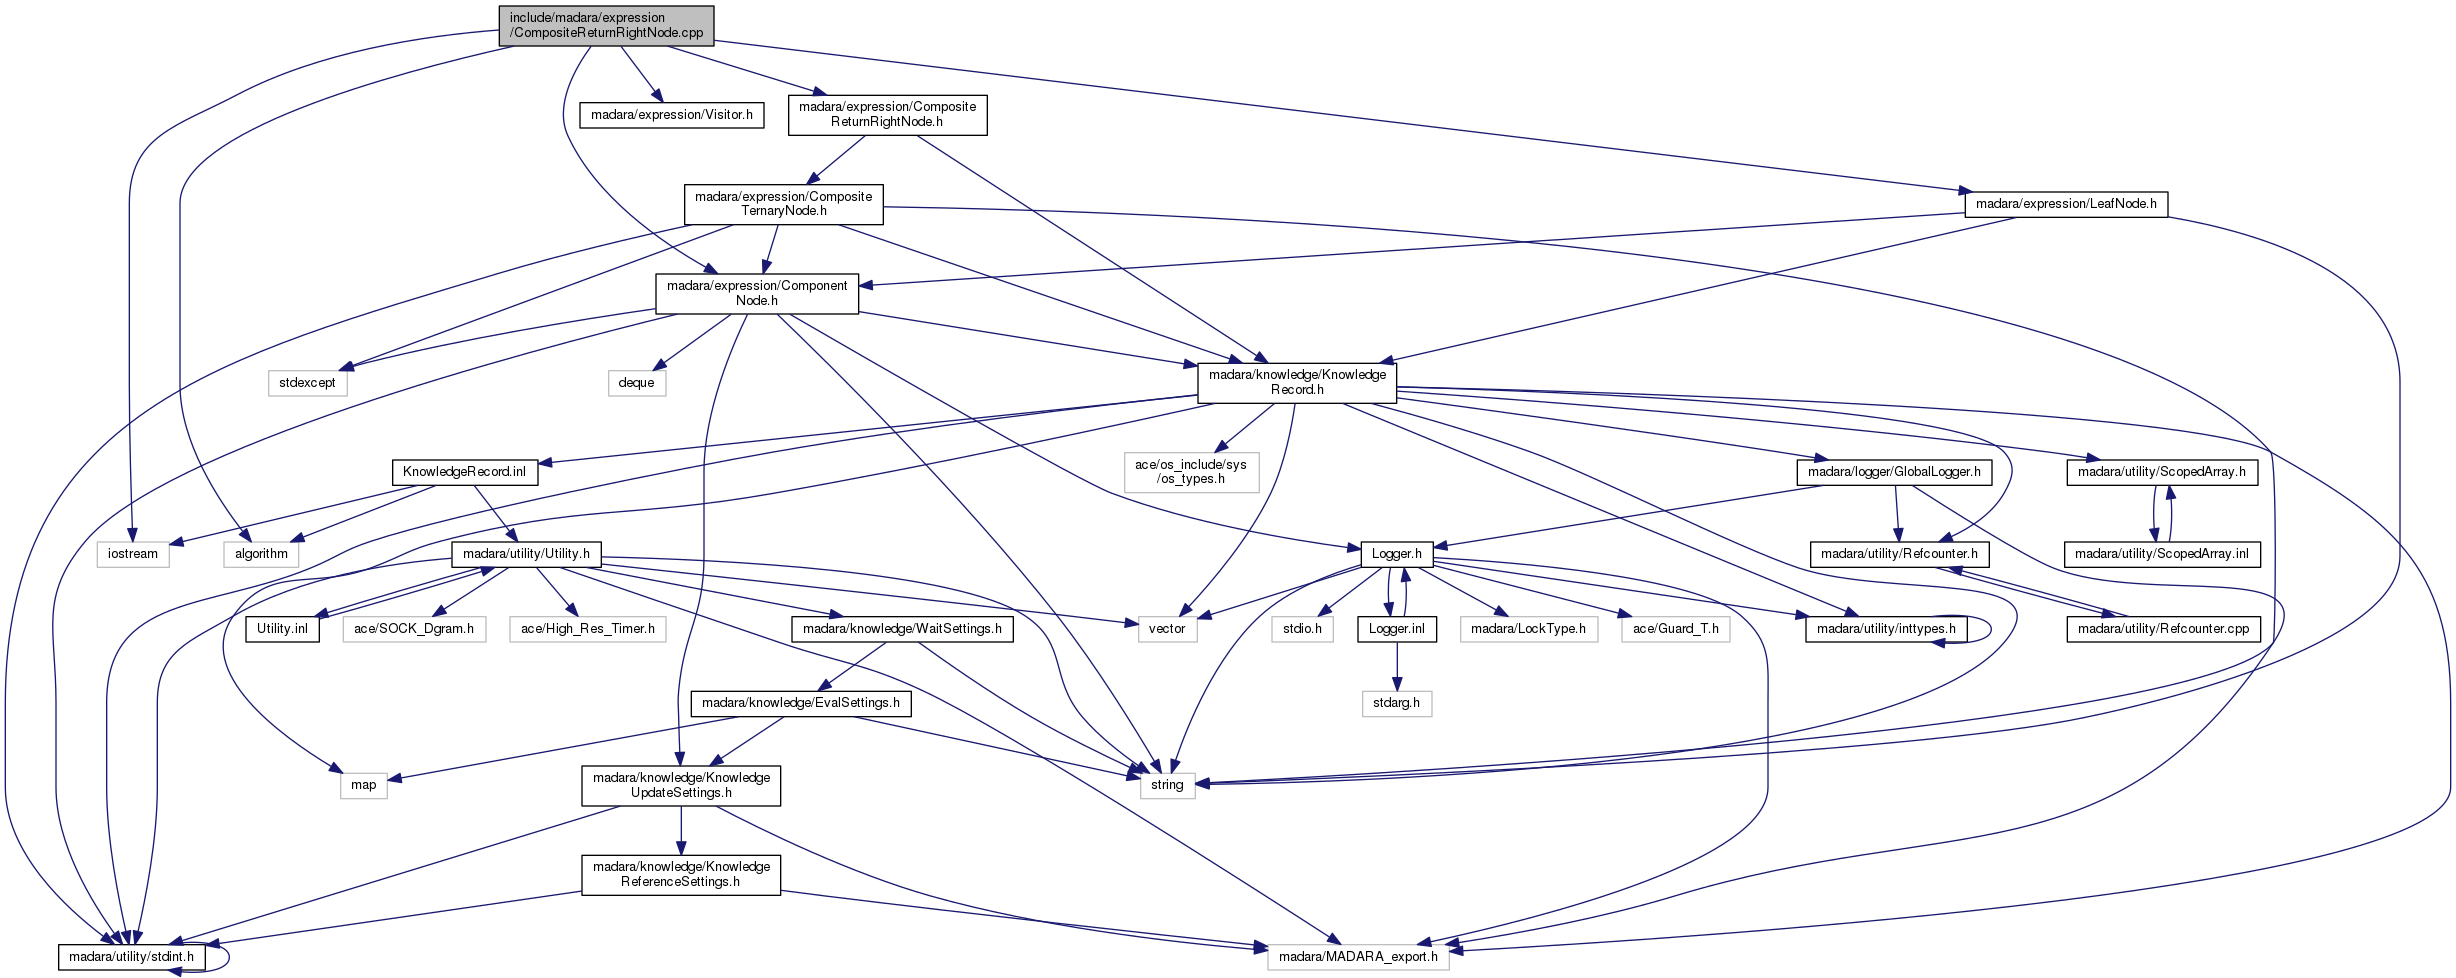 include/madara/expression
/CompositeReturnRightNode.cpp
madara/expression/Visitor.h
madara/expression/Composite
ReturnRightNode.h
madara/expression/Composite
TernaryNode.h
madara/expression/LeafNode.h
madara/expression/Component
Node.h
stdexcept
deque
madara/knowledge/Knowledge
Record.h
KnowledgeRecord.inl
ace/os_include/sys
/os_types.h
madara/logger/GlobalLogger.h
madara/utility/ScopedArray.h
iostream
algorithm
madara/utility/Utility.h
Logger.h
madara/utility/Refcounter.h
madara/utility/ScopedArray.inl
Utility.inl
ace/SOCK_Dgram.h
ace/High_Res_Timer.h
madara/knowledge/WaitSettings.h
vector
stdio.h
Logger.inl
madara/LockType.h
ace/Guard_T.h
madara/utility/inttypes.h
madara/utility/Refcounter.cpp
madara/knowledge/EvalSettings.h
stdarg.h
map
madara/knowledge/Knowledge
UpdateSettings.h
string
madara/knowledge/Knowledge
ReferenceSettings.h
madara/utility/stdint.h
madara/MADARA_export.h